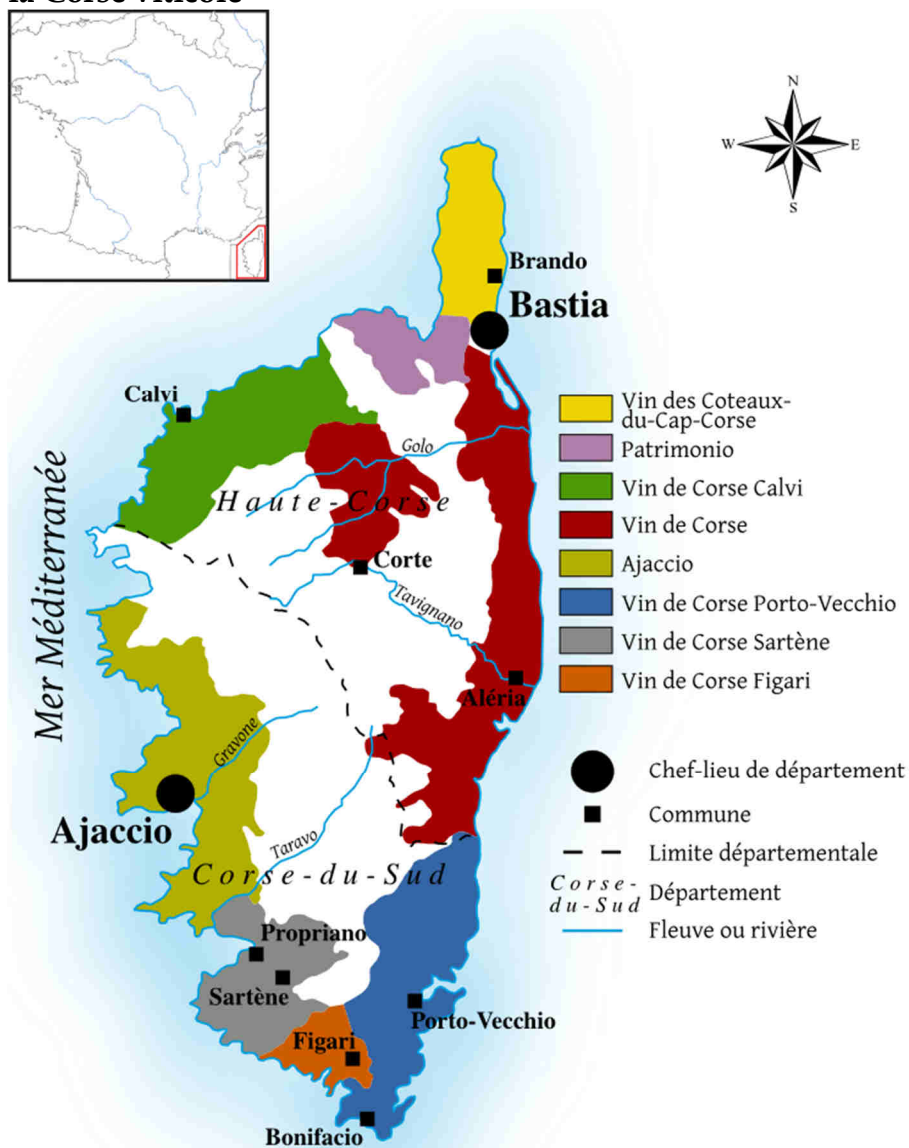 la Corse viticole
N
W
E
S
Brando
Bastia
Calvi
Golo
Haute-Corse
Corte
Tavignano
Aléria
Mer Méditerranée
Gravone
Ajaccio
Taravo
Corse-du-Sud
Propriano
Sartène
Porto-Vecchio
Figari
Bonifacio
Vin des Coteaux-
du-Cap-Corse
Patrimonio
Vin de Corse Calvi
Vin de Corse
Ajaccio
Vin de Corse Porto-Vecchio
Vin de Corse Sartène
Vin de Corse Figari
Chef-lieu de département
Commune
Limite départementale
Corse-
du-Sud
Département
Fleuve ou rivière